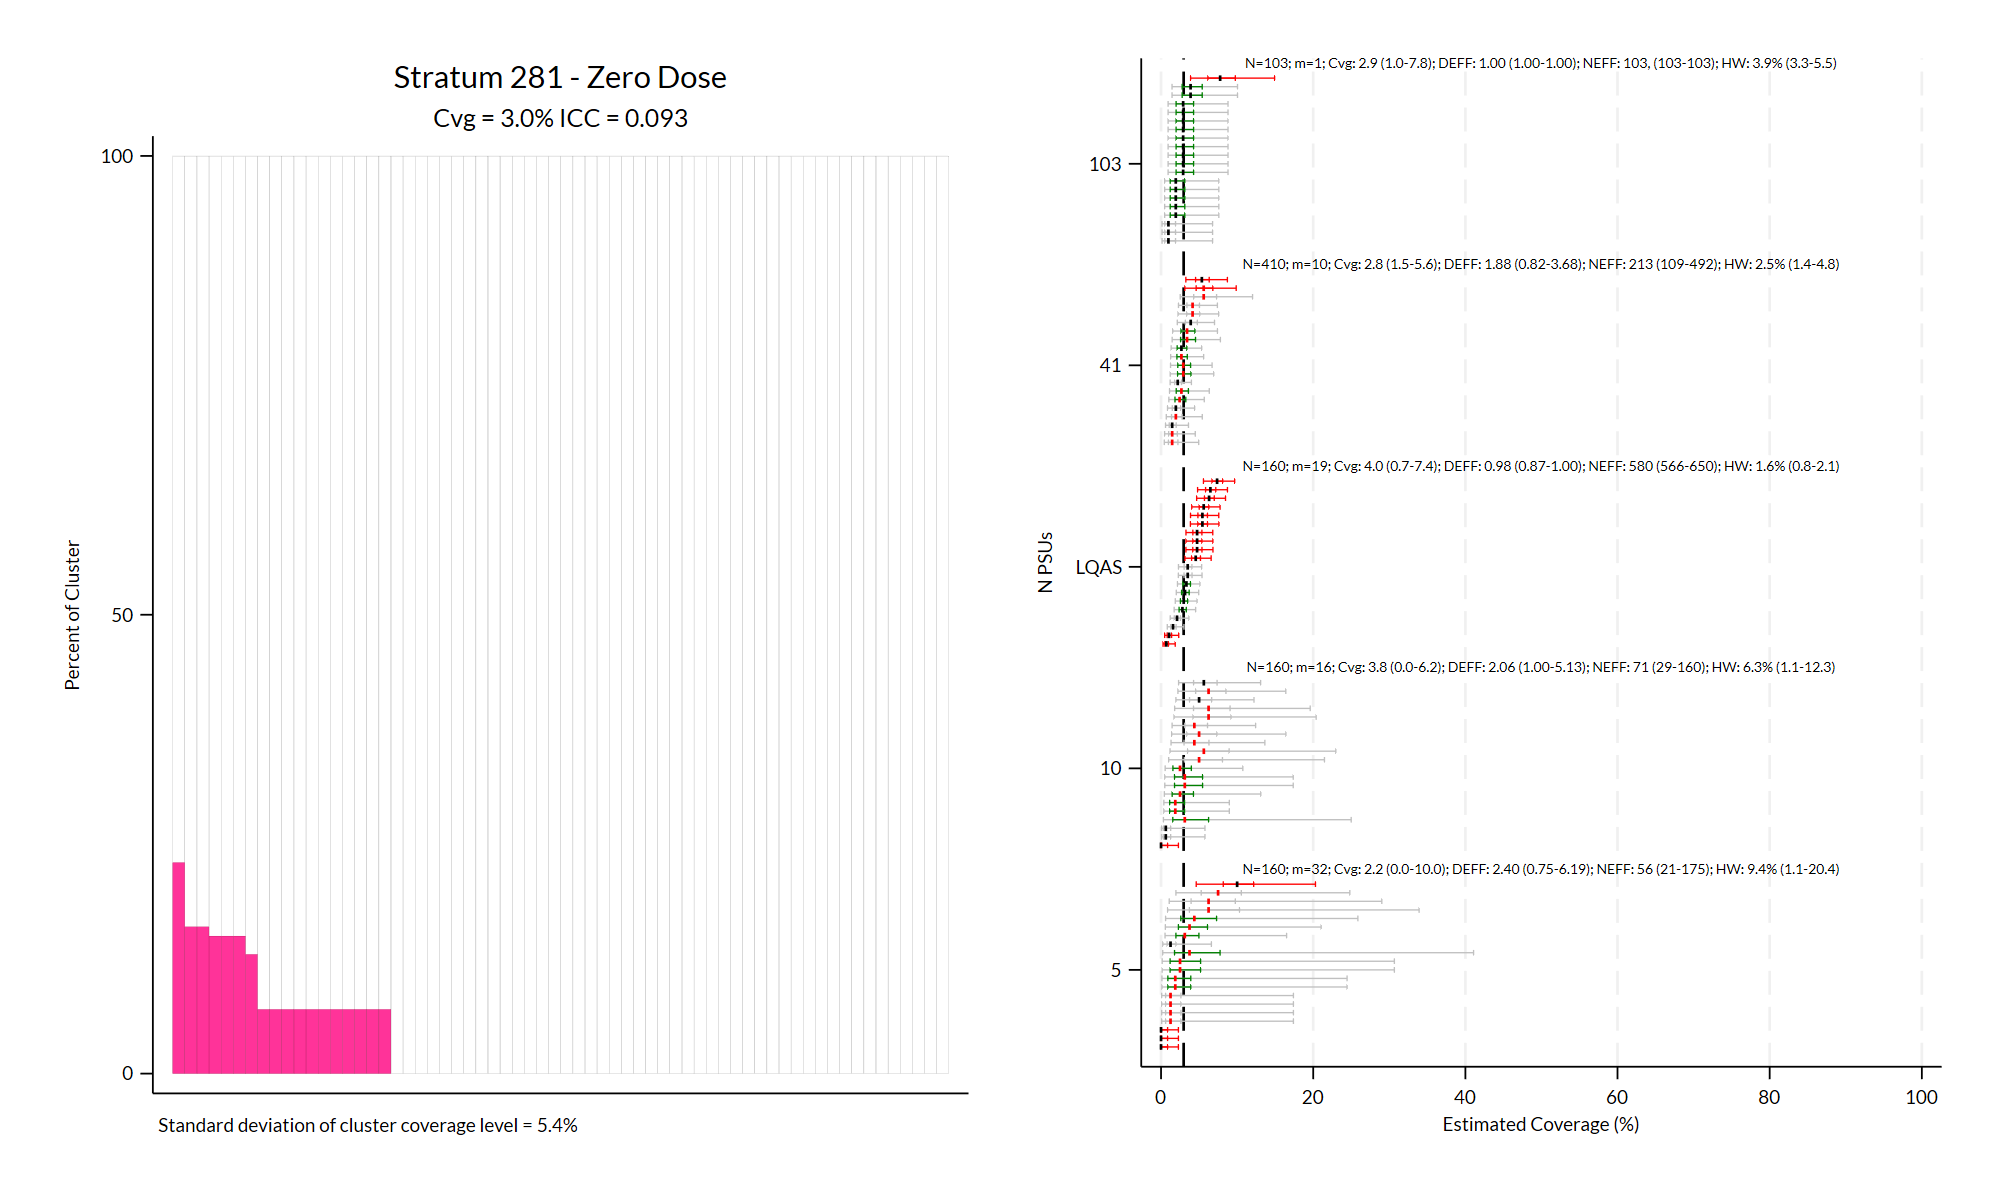 Stratum 281 - Zero Dose
Cvg = 3.0% ICC = 0.093
Percent of Cluster
100
50
0
Standard deviation of cluster coverage level = 5.4%
N PSUs
N=103; m=1; Cvg: 2.9 (1.0-7.8); DEFF: 1.00 (1.00-1.00); NEFF: 103, (103-103); HW: 3.9% (3.3-5.5)
103
N=410; m=10; Cvg: 2.8 (1.5-5.6); DEFF: 1.88 (0.82-3.68); NEFF: 213 (109-492); HW: 2.5% (1.4-4.8)
41
N=160; m=19; Cvg: 4.0 (0.7-7.4); DEFF: 0.98 (0.87-1.00); NEFF: 580 (566-650); HW: 1.6% (0.8-2.1)
LQAS
N=160; m=16; Cvg: 3.8 (0.0-6.2); DEFF: 2.06 (1.00-5.13); NEFF: 71 (29-160); HW: 6.3% (1.1-12.3)
10
N=160; m=32; Cvg: 2.2 (0.0-10.0); DEFF: 2.40 (0.75-6.19); NEFF: 56 (21-175); HW: 9.4% (1.1-20.4)
5
0 20 40 60 80 100
Estimated Coverage (%)